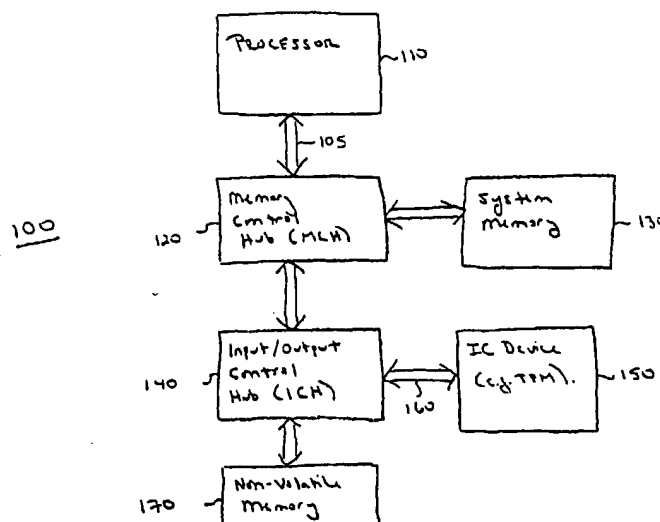 PROCESSOR
110
105
100
120
Memory
Control
Hub (MCH)
System
Memory
130
140
Input/Output
Control
Hub (ICH)
160
IC Device
(e.g. TPM).
150
170
Non-Volatile
Memory